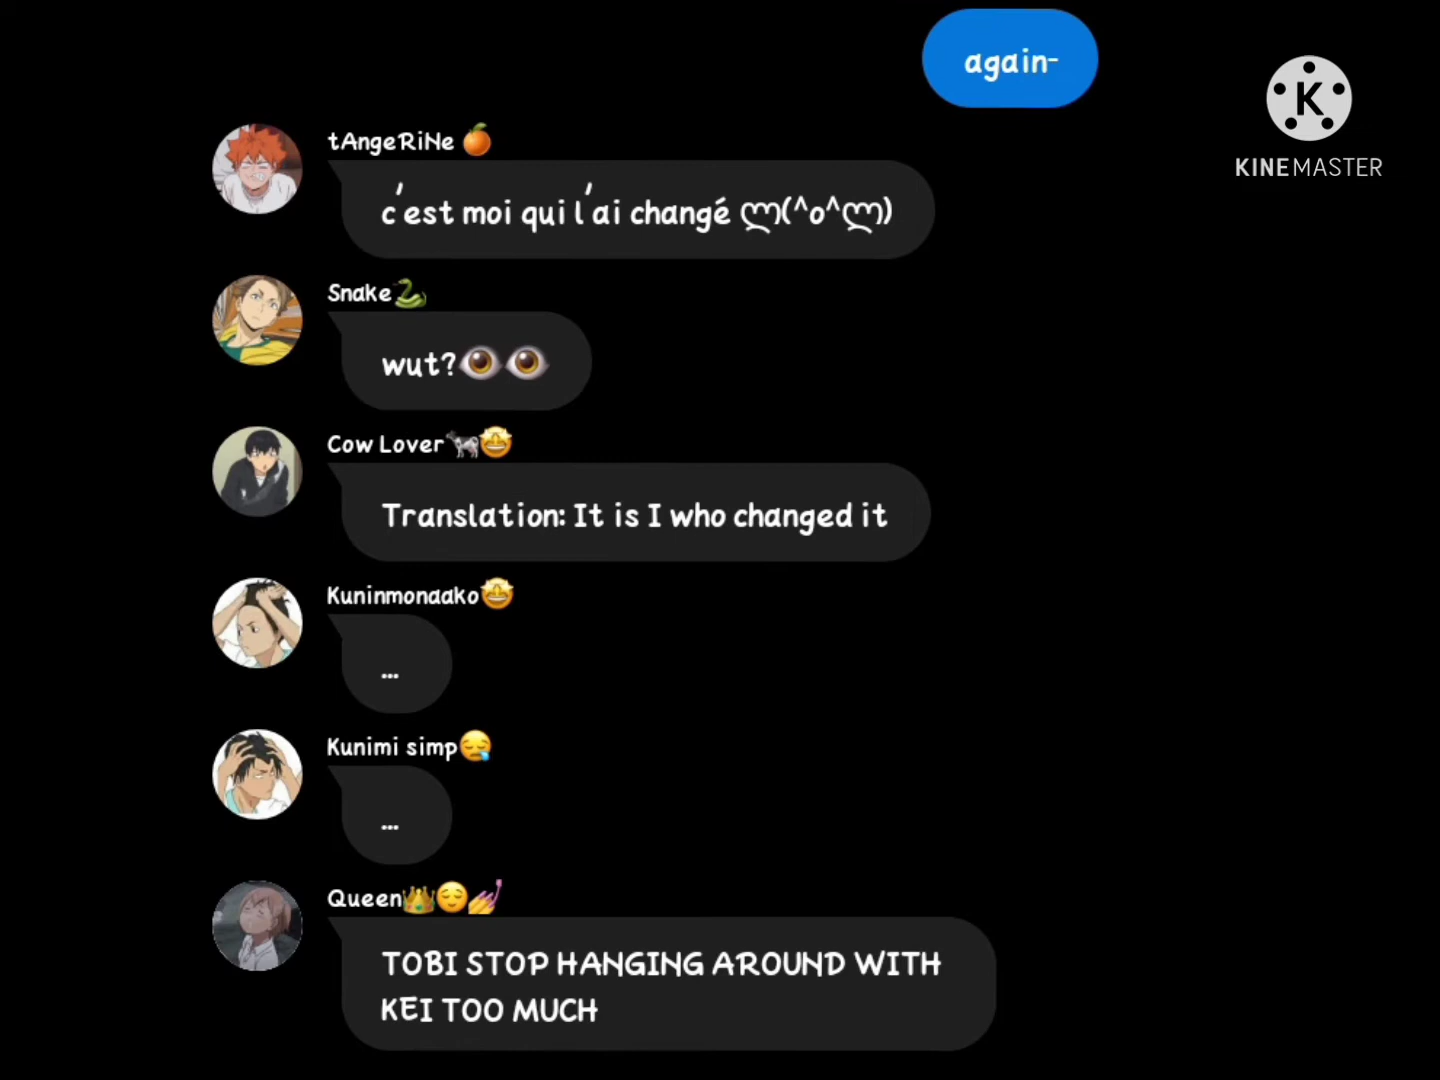 again-
KINEMASTER
tAngeRiNe 🍊
c'est moi qui l'ai changé ლ(^o^ლ)
Snake🐍
wut?👁👁
Cow Lover🐄🤩
Translation: It is I who changed it
Kuninmonaako🤩
...
Kunimi simp😪
...
Queen👑😌💅
TOBI STOP HANGING AROUND WITH
KEI TOO MUCH